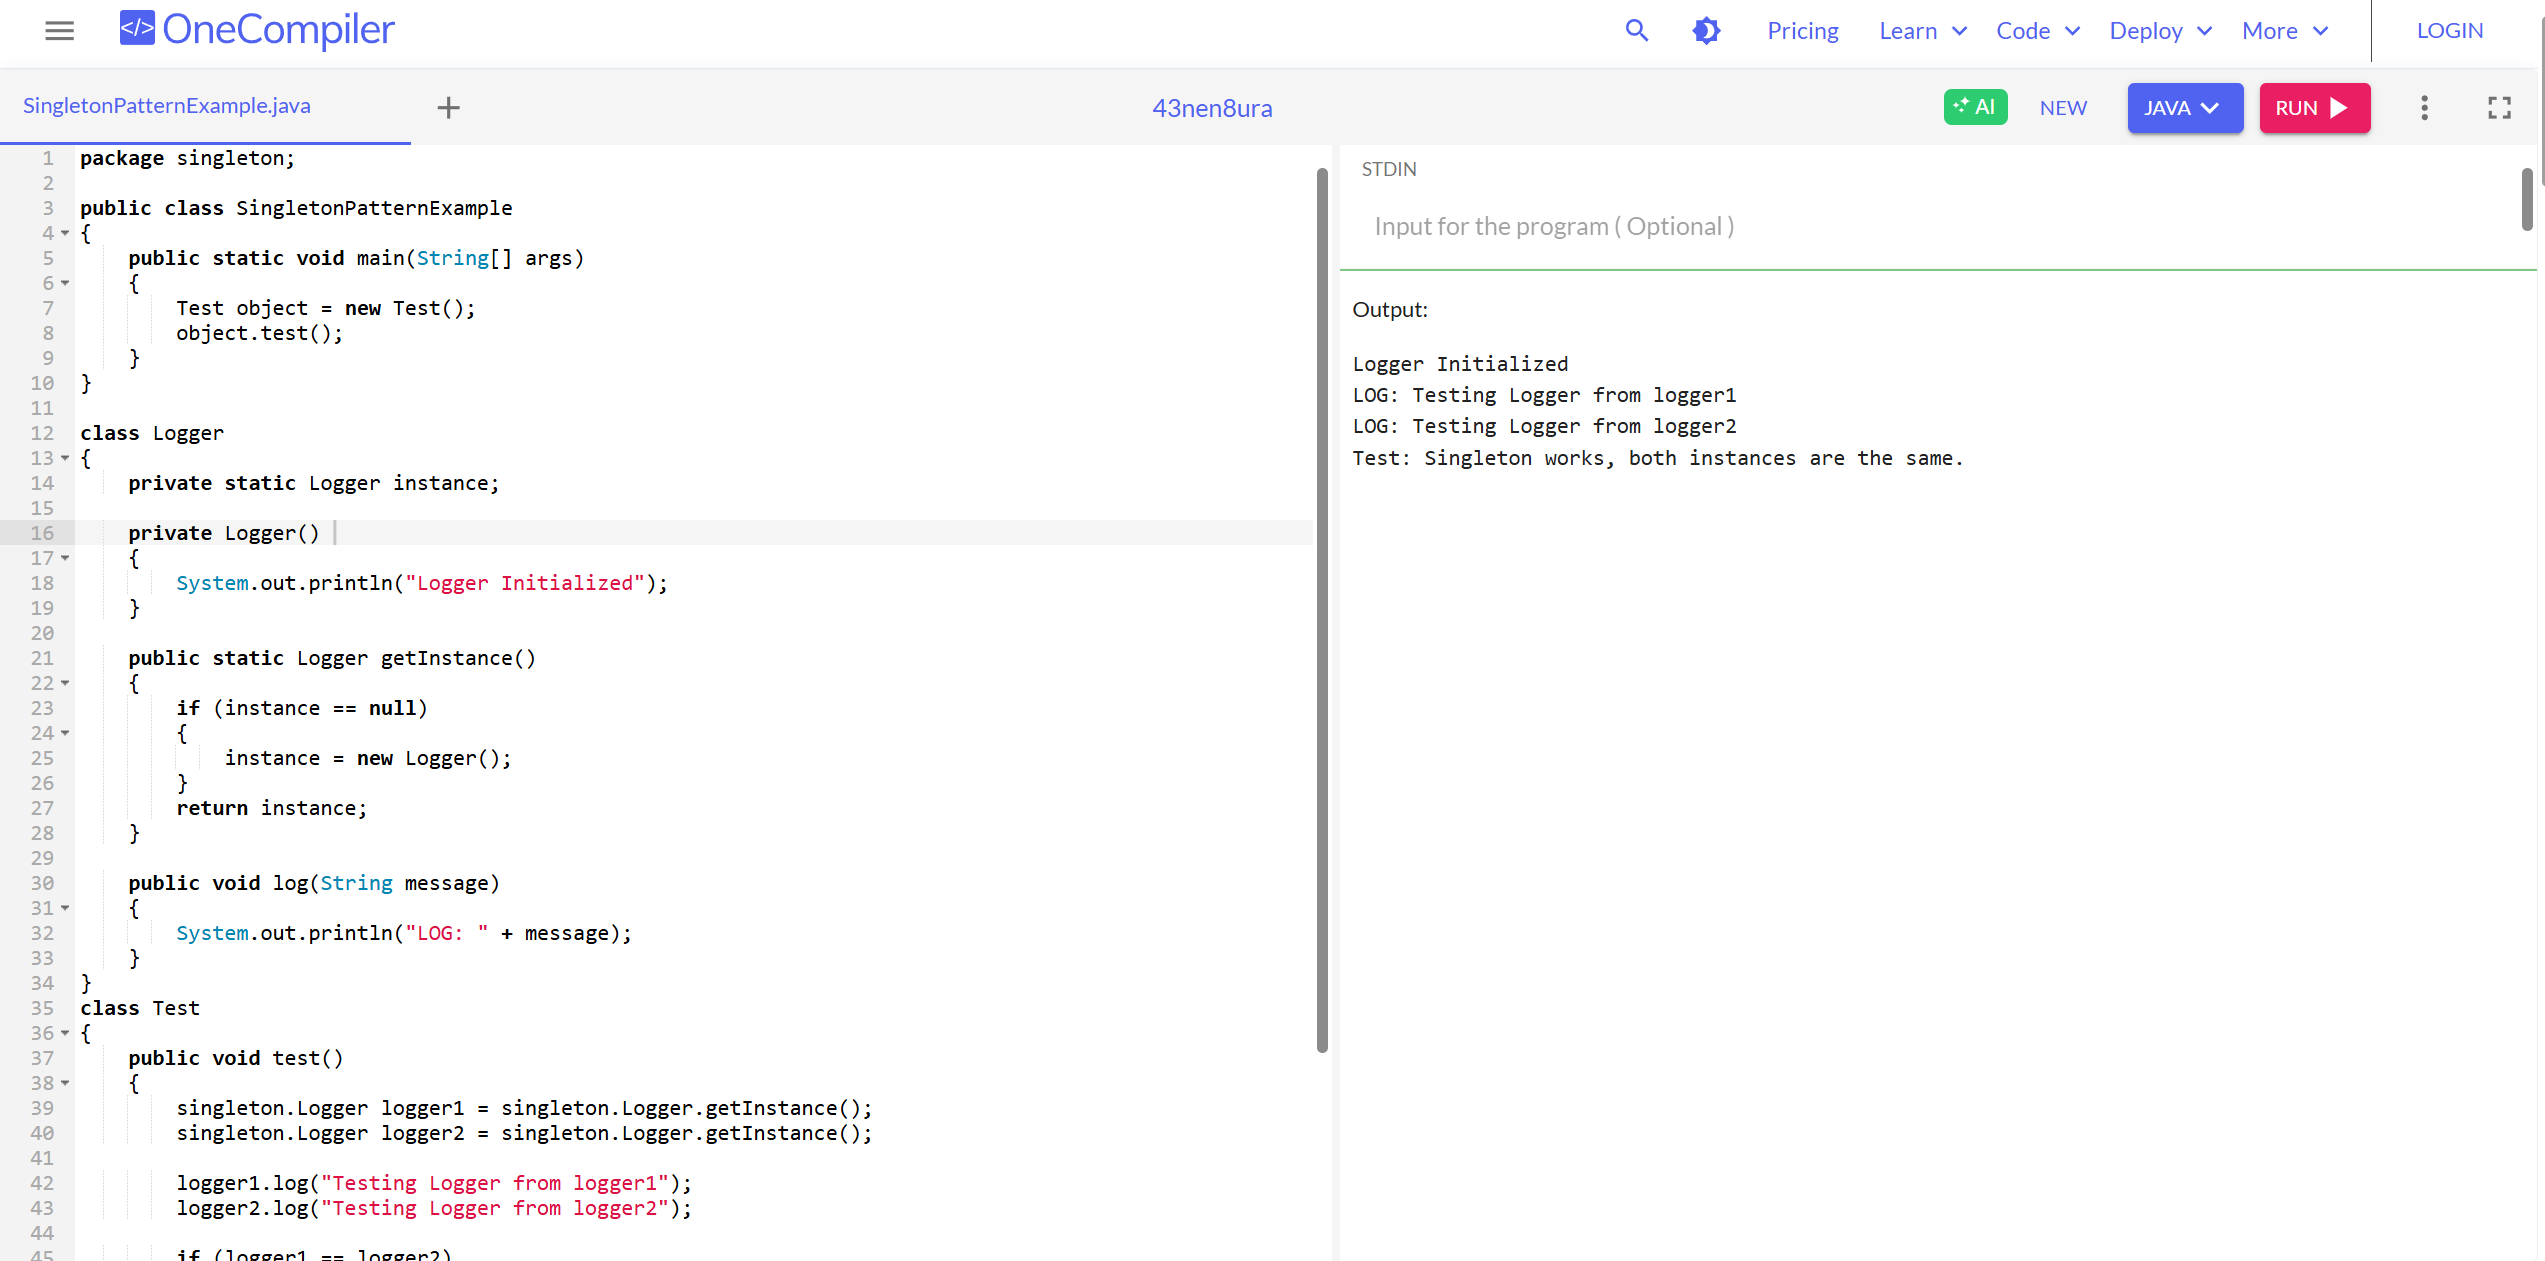 </> OneCompiler
Pricing Learn Code Deploy More LOGIN
SingletonPatternExample.java + 43nen8ura AI NEW JAVA RUN
1 package singleton;
2
3 public class SingletonPatternExample
4 {
5     public static void main(String[] args)
6     {
7         Test object = new Test();
8         object.test();
9     }
10 }
11
12 class Logger
13 {
14     private static Logger instance;
15
16     private Logger()
17     {
18         System.out.println("Logger Initialized");
19     }
20
21     public static Logger getInstance()
22     {
23         if (instance == null)
24         {
25             instance = new Logger();
26         }
27         return instance;
28     }
29
30     public void log(String message)
31     {
32         System.out.println("LOG: " + message);
33     }
34 }
35 class Test
36 {
37     public void test()
38     {
39         singleton.Logger logger1 = singleton.Logger.getInstance();
40         singleton.Logger logger2 = singleton.Logger.getInstance();
41
42         logger1.log("Testing Logger from logger1");
43         logger2.log("Testing Logger from logger2");
44
45         if (logger1 == logger2)
STDIN
Input for the program ( Optional )
Output:
Logger Initialized
LOG: Testing Logger from logger1
LOG: Testing Logger from logger2
Test: Singleton works, both instances are the same.